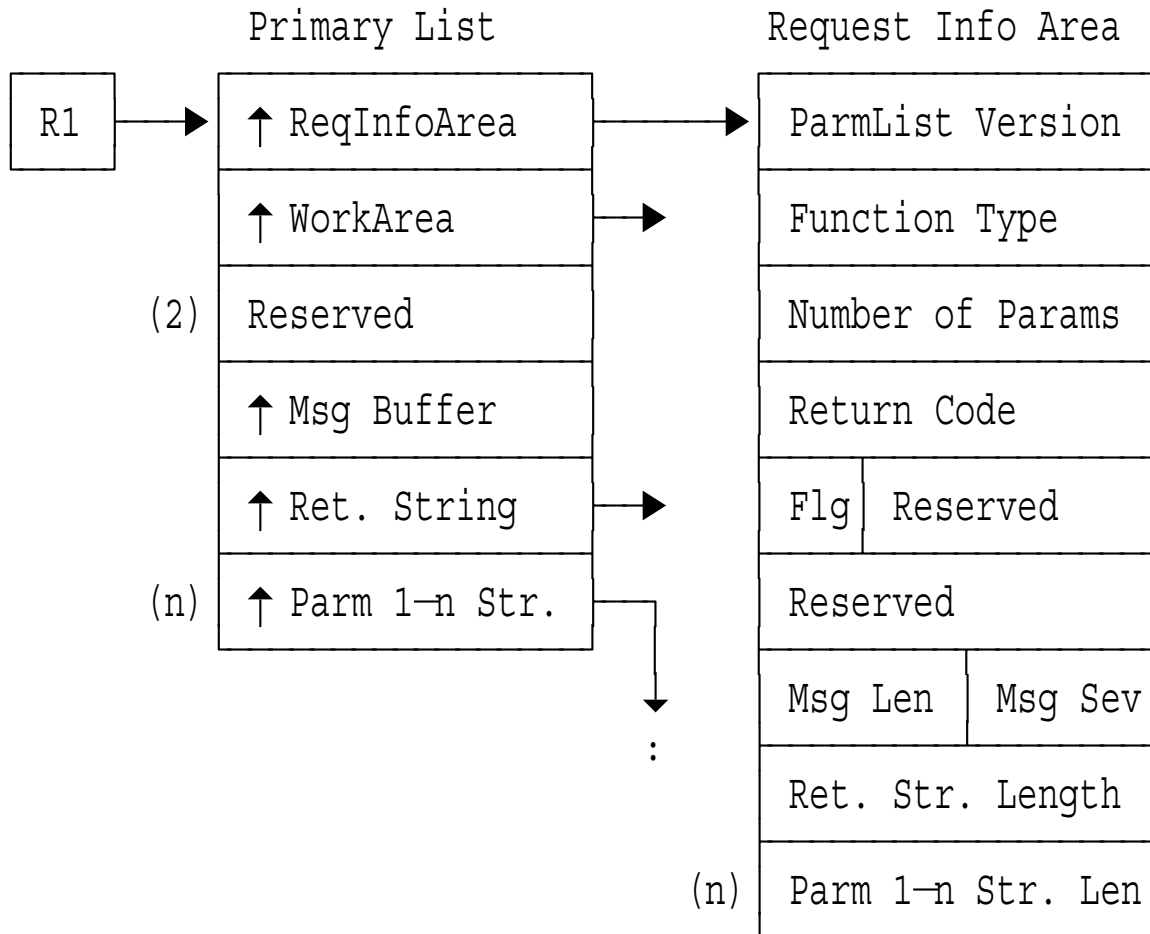 Primary List
Request Info Area
R1
↑ ReqInfoArea
ParmList Version
↑ WorkArea
Function Type
(2)
Reserved
Number of Params
↑ Msg Buffer
Return Code
↑ Ret. String
Flg
Reserved
(n)
↑ Parm 1–n Str.
Reserved
Msg Len
Msg Sev
:
Ret. Str. Length
(n)
Parm 1–n Str. Len